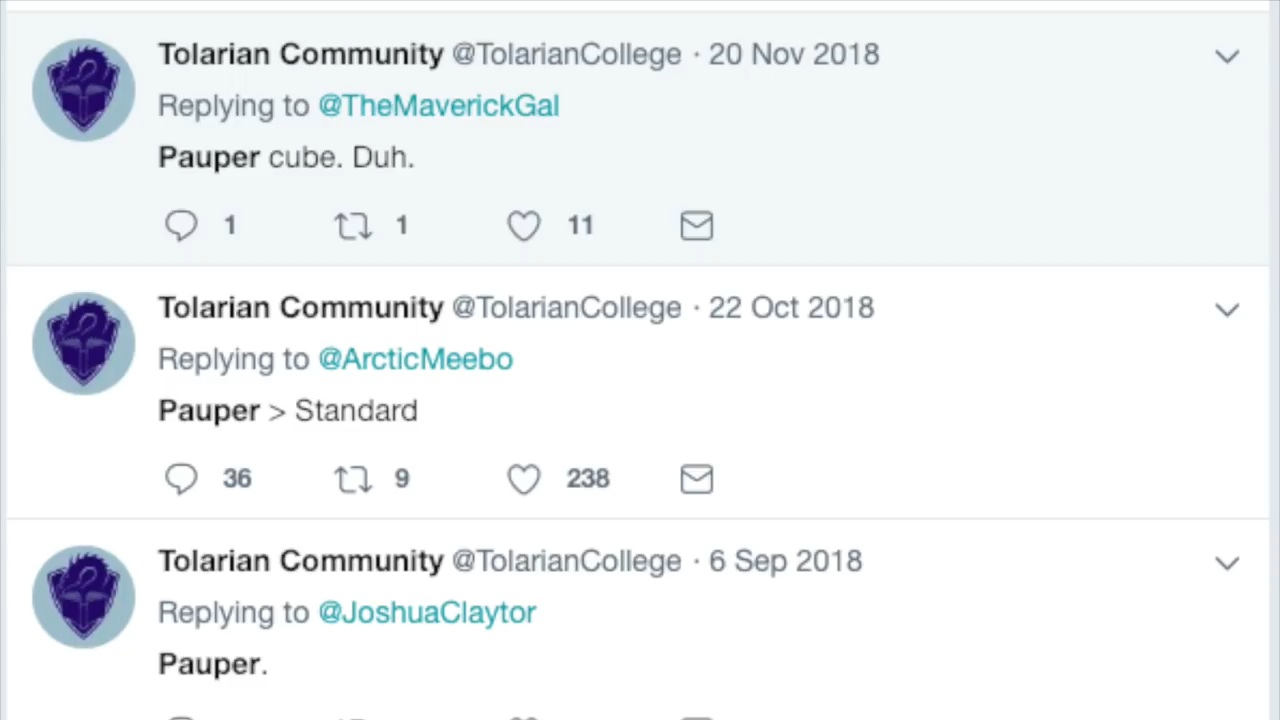 Tolarian Community @TolarianCollege · 20 Nov 2018
Replying to @TheMaverickGal
Pauper cube. Duh.
1 1 11
Tolarian Community @TolarianCollege · 22 Oct 2018
Replying to @ArcticMeebo
Pauper > Standard
36 9 238
Tolarian Community @TolarianCollege · 6 Sep 2018
Replying to @JoshuaClaytor
Pauper.